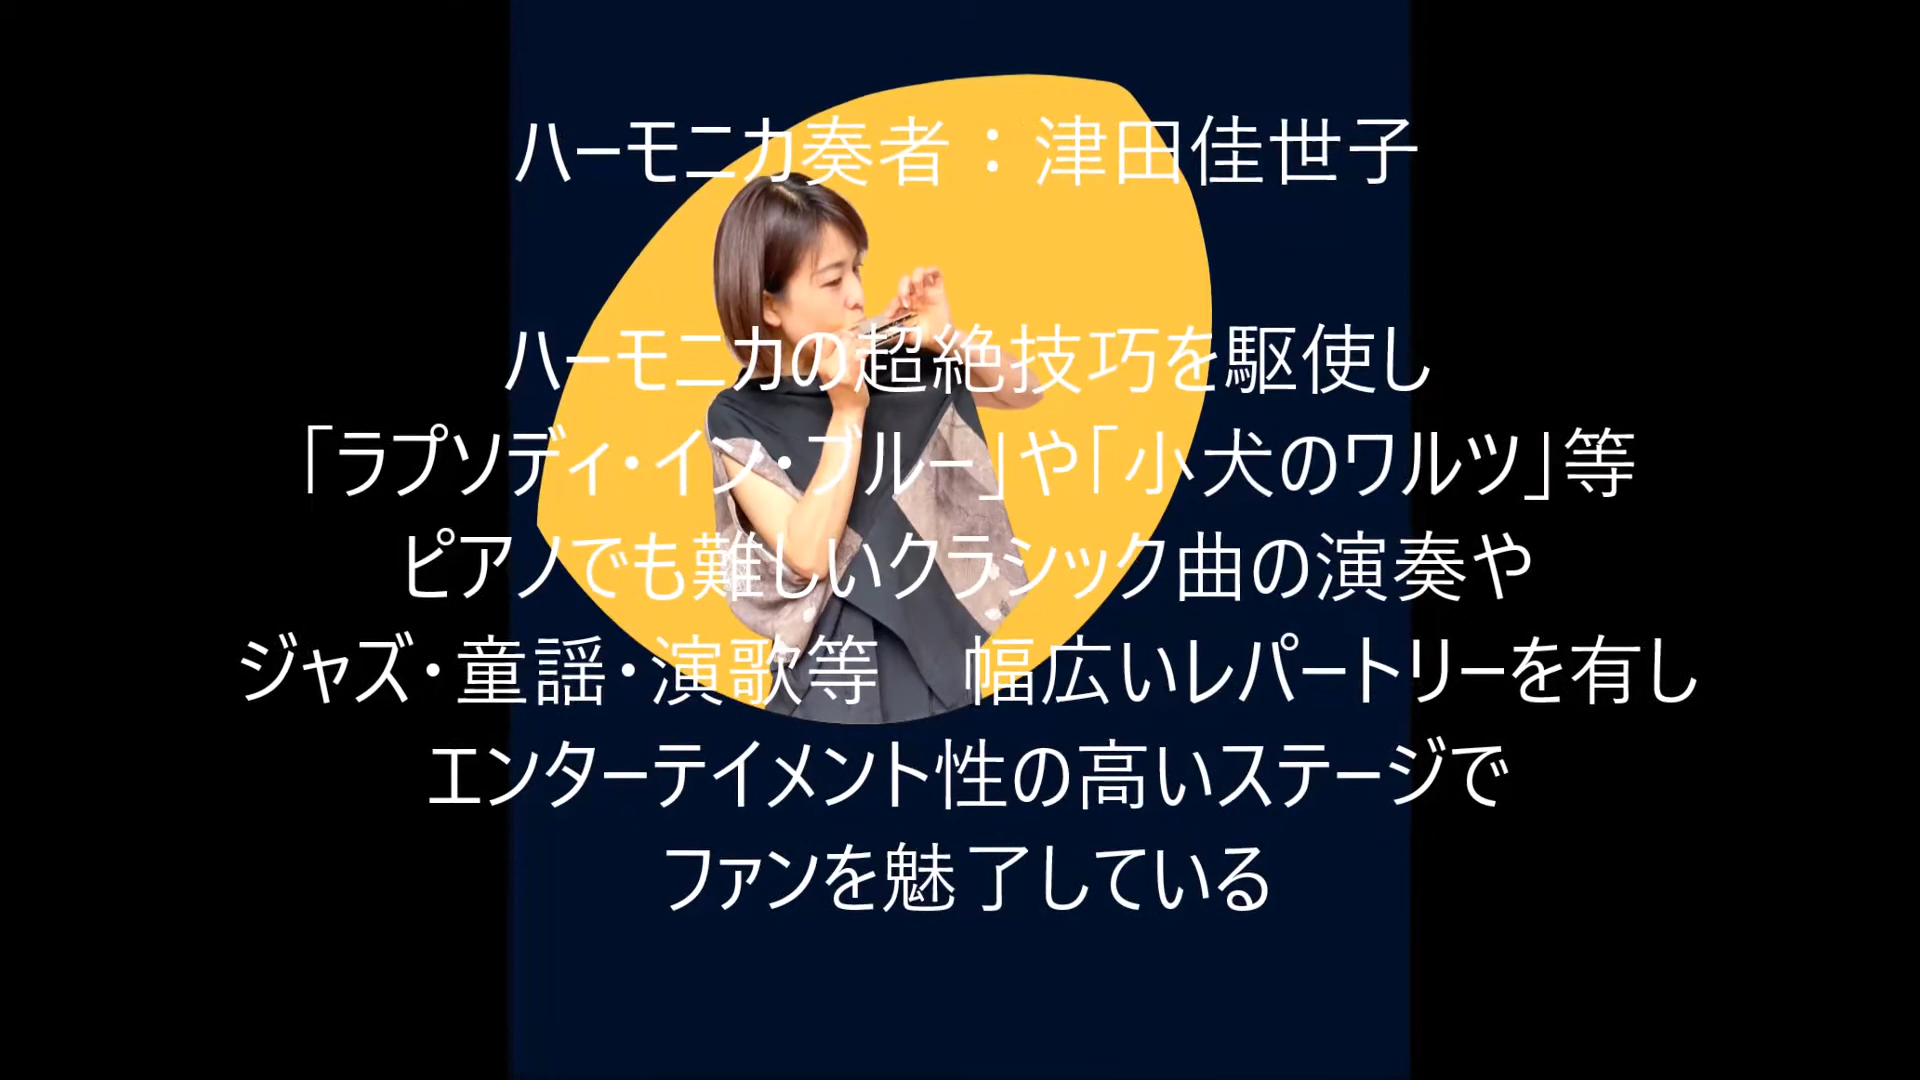 ハーモニカ奏者：津田佳世子
ハーモニカの超絶技巧を駆使し
「ラプソディ・イン・ブルー」や「小犬のワルツ」等
ピアノでも難しいクラシック曲の演奏や
ジャズ・童謡・演歌等　幅広いレパートリーを有し
エンターテイメント性の高いステージで
ファンを魅了している